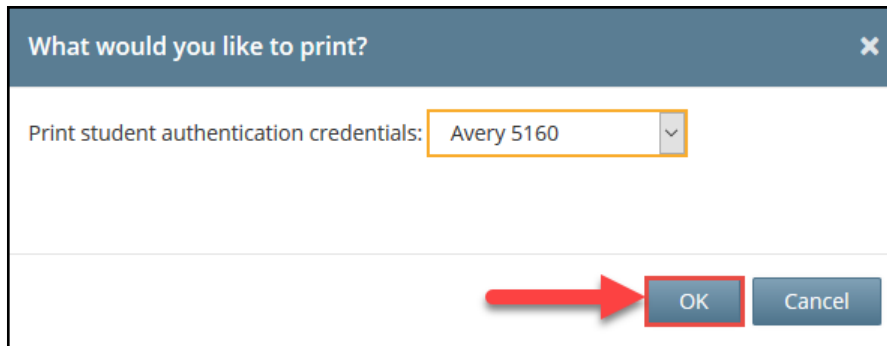 What would you like to print?
Print student authentication credentials: Avery 5160
OK Cancel